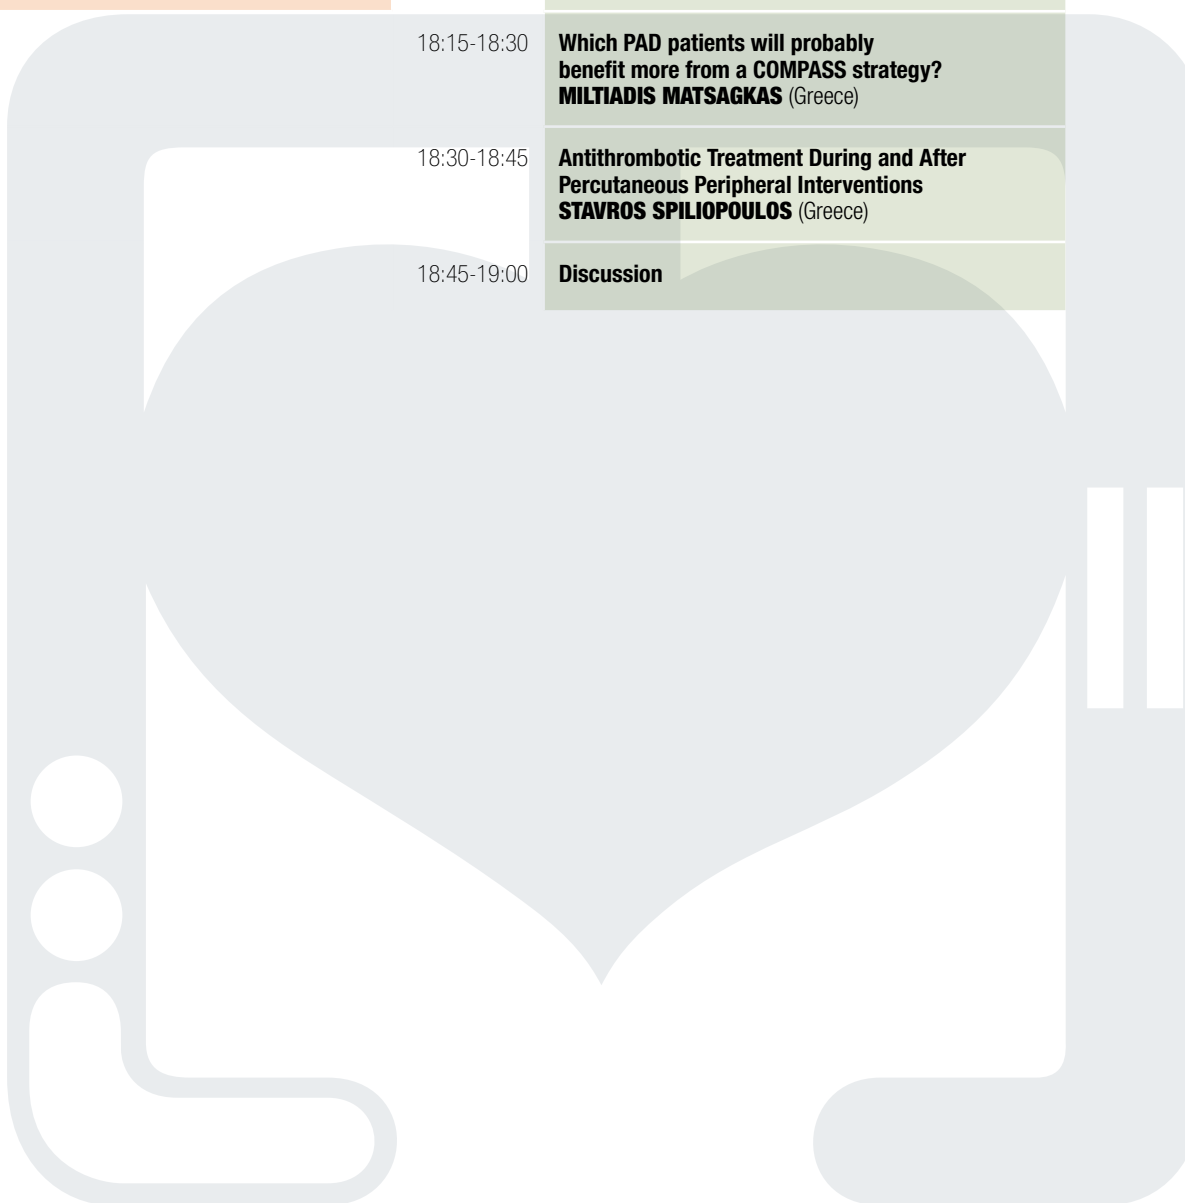 18:15-18:30 Which PAD patients will probably
benefit more from a COMPASS strategy?
MILTIADIS MATSAGKAS (Greece)
18:30-18:45 Antithrombotic Treatment During and After
Percutaneous Peripheral Interventions
STAVROS SPILIOPOULOS (Greece)
18:45-19:00 Discussion